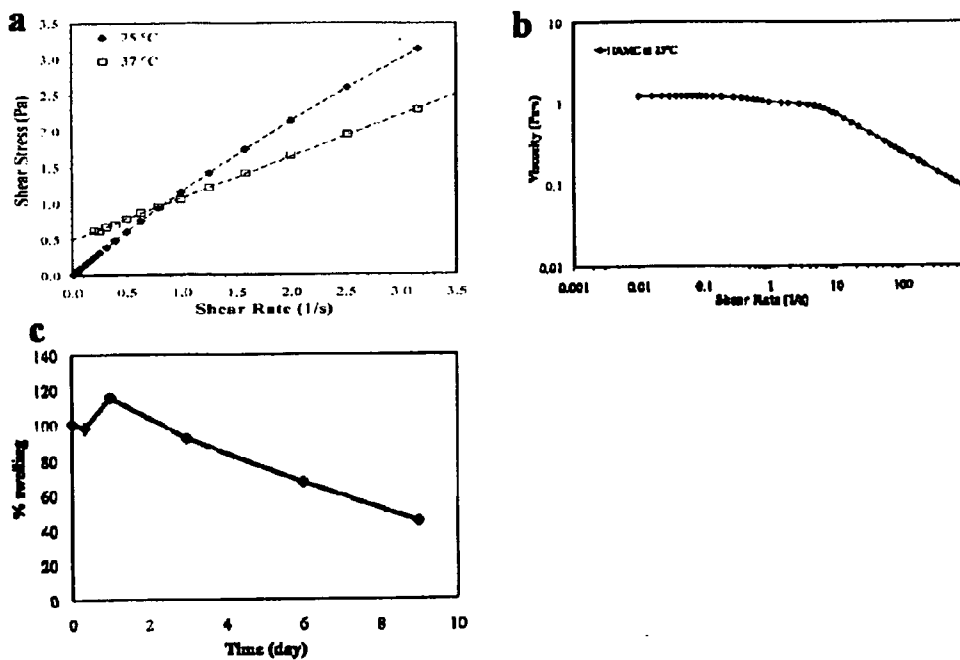 a
3.5
3.0
2.5
2.0
1.5
1.0
0.5
0.0
Shear Stress (Pa)
25 °C
37 °C
0.0 0.5 1.0 1.5 2.0 2.5 3.0 3.5
Shear Rate (1/s)
b
10
1
0.1
0.01
Viscosity (Pa·s)
HAMC at 25°C
0.001 0.01 0.1 1 10 100
Shear Rate (1/s)
c
140
120
100
80
60
40
20
0
% swelling
0 2 4 6 8 10
Time (day)